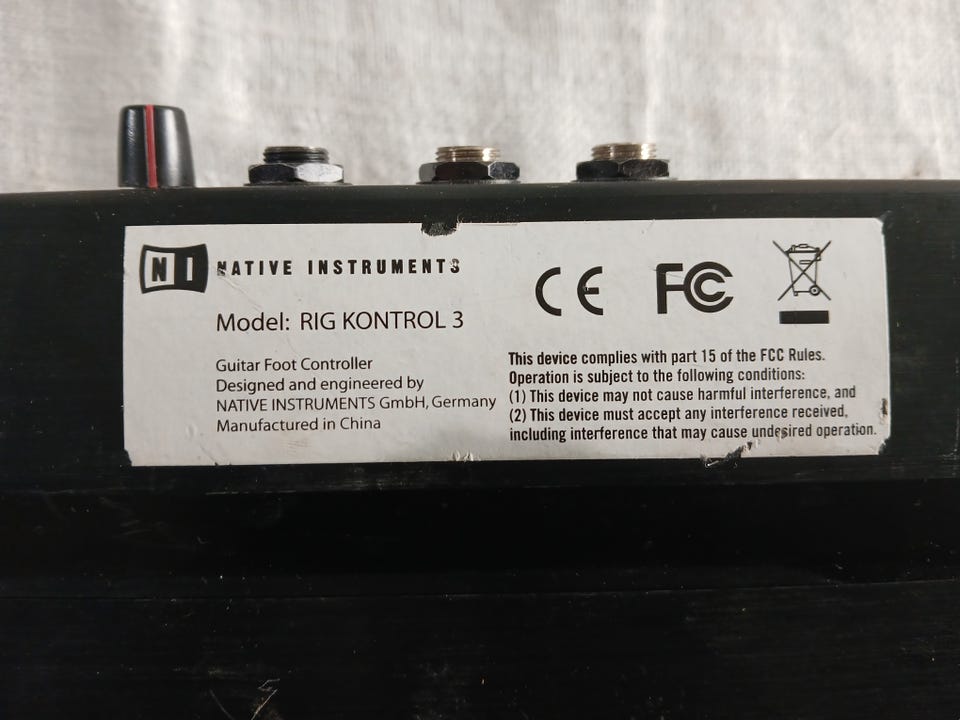 NI NATIVE INSTRUMENTS
Model: RIG KONTROL 3
Guitar Foot Controller
Designed and engineered by
NATIVE INSTRUMENTS GmbH, Germany
Manufactured in China
CE FC
This device complies with part 15 of the FCC Rules.
Operation is subject to the following conditions:
(1) This device may not cause harmful interference, and
(2) This device must accept any interference received,
including interference that may cause undesired operation.